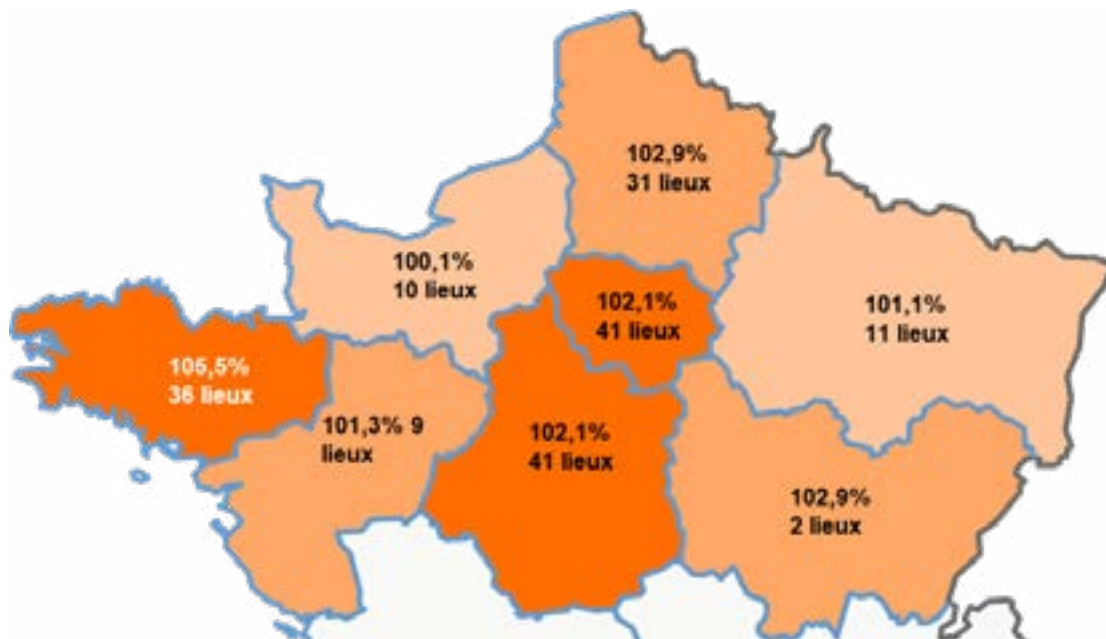 102,9%
31 lieux
100,1%
10 lieux
102,1%
41 lieux
101,1%
11 lieux
105,5%
36 lieux
101,3% 9
lieux
102,1%
41 lieux
102,9%
2 lieux